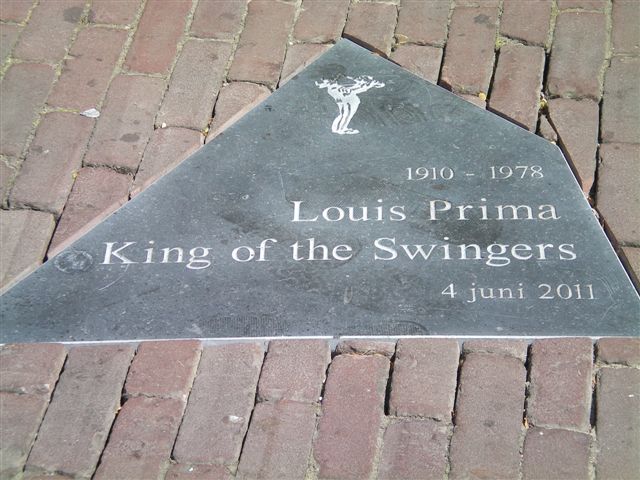 1910 - 1978
Louis Prima
King of the Swingers
4 juni 2011